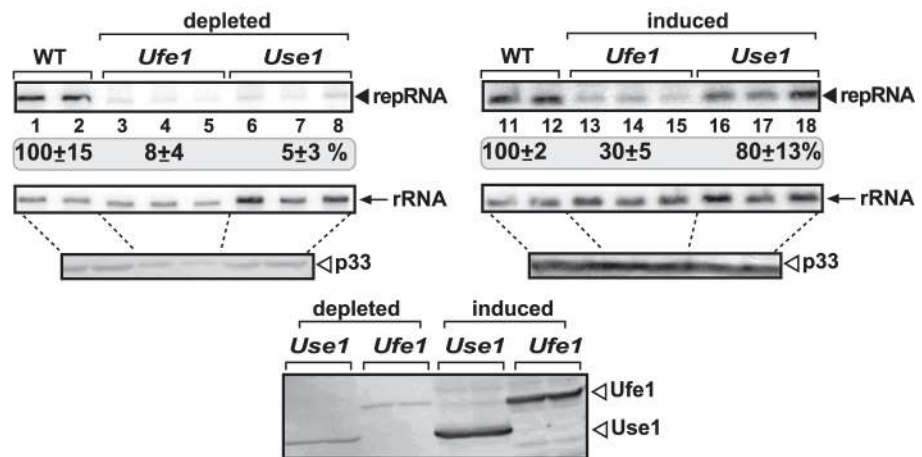 depleted
WT Ufe1 Use1
repRNA
1 2 3 4 5 6 7 8
100±15 8±4 5±3 %
rRNA
p33
induced
WT Ufe1 Use1
repRNA
11 12 13 14 15 16 17 18
100±2 30±5 80±13%
rRNA
p33
depleted induced
Use1 Ufe1 Use1 Ufe1
Ufe1
Use1